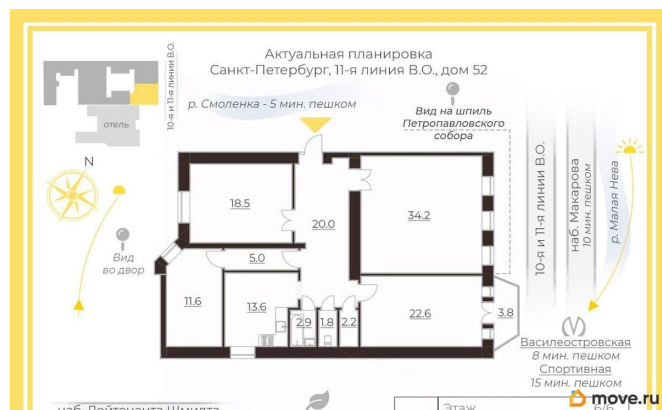 Актуальная планировка
Санкт-Петербург, 11-я линия В.О., дом 52
10-я и 11-я линии В.О.
отель
р. Смоленка - 5 мин. пешком
Вид на шпиль
Петропавловского
собора
N
Вид
во двор
18.5
20.0
34.2
5.0
11.6
13.6
2.9
1.8
2.2
22.6
3.8
10-я и 11-я линии В.О.
наб. Макарова
10 мин. пешком
р. Малая Нева
Василеостровская
8 мин. пешком
Спортивная
15 мин. пешком
наб. Лейтенанта Шмидта
Этаж
6/6
move.ru